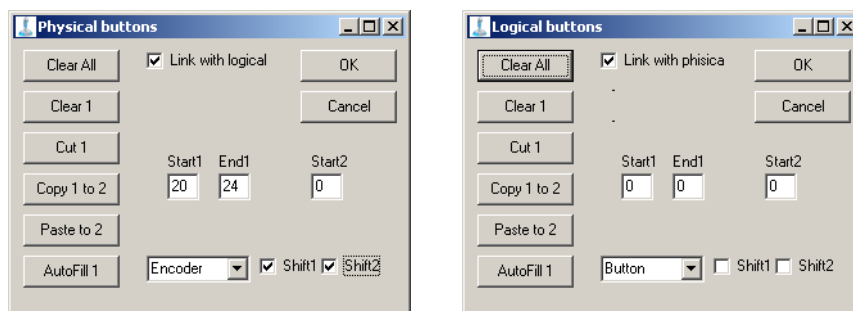 Physical buttons
Clear All
Link with logical
OK
Clear 1
Cancel
Cut 1
Start1 End1 Start2
Copy 1 to 2
20 24 0
Paste to 2
AutoFill 1
Encoder
Shift1
Shift2
Logical buttons
Clear All
Link with phisica
OK
Clear 1
-
Cancel
-
Cut 1
Start1 End1 Start2
Copy 1 to 2
0 0 0
Paste to 2
AutoFill 1
Button
Shift1
Shift2